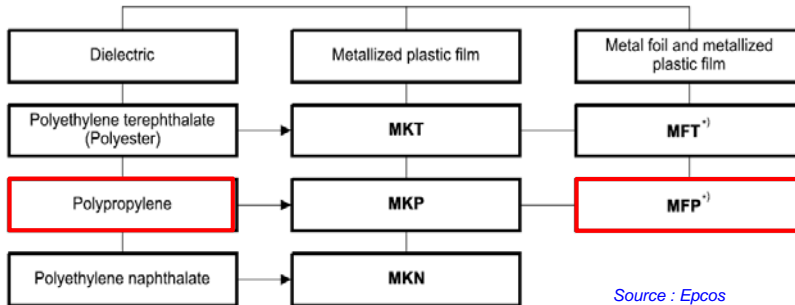 Dielectric
Metallized plastic film
Metal foil and metallized
plastic film
Polyethylene terephthalate
(Polyester)
MKT
MFT*)
Polypropylene
MKP
MFP*)
Polyethylene naphthalate
MKN
Source : Epcos